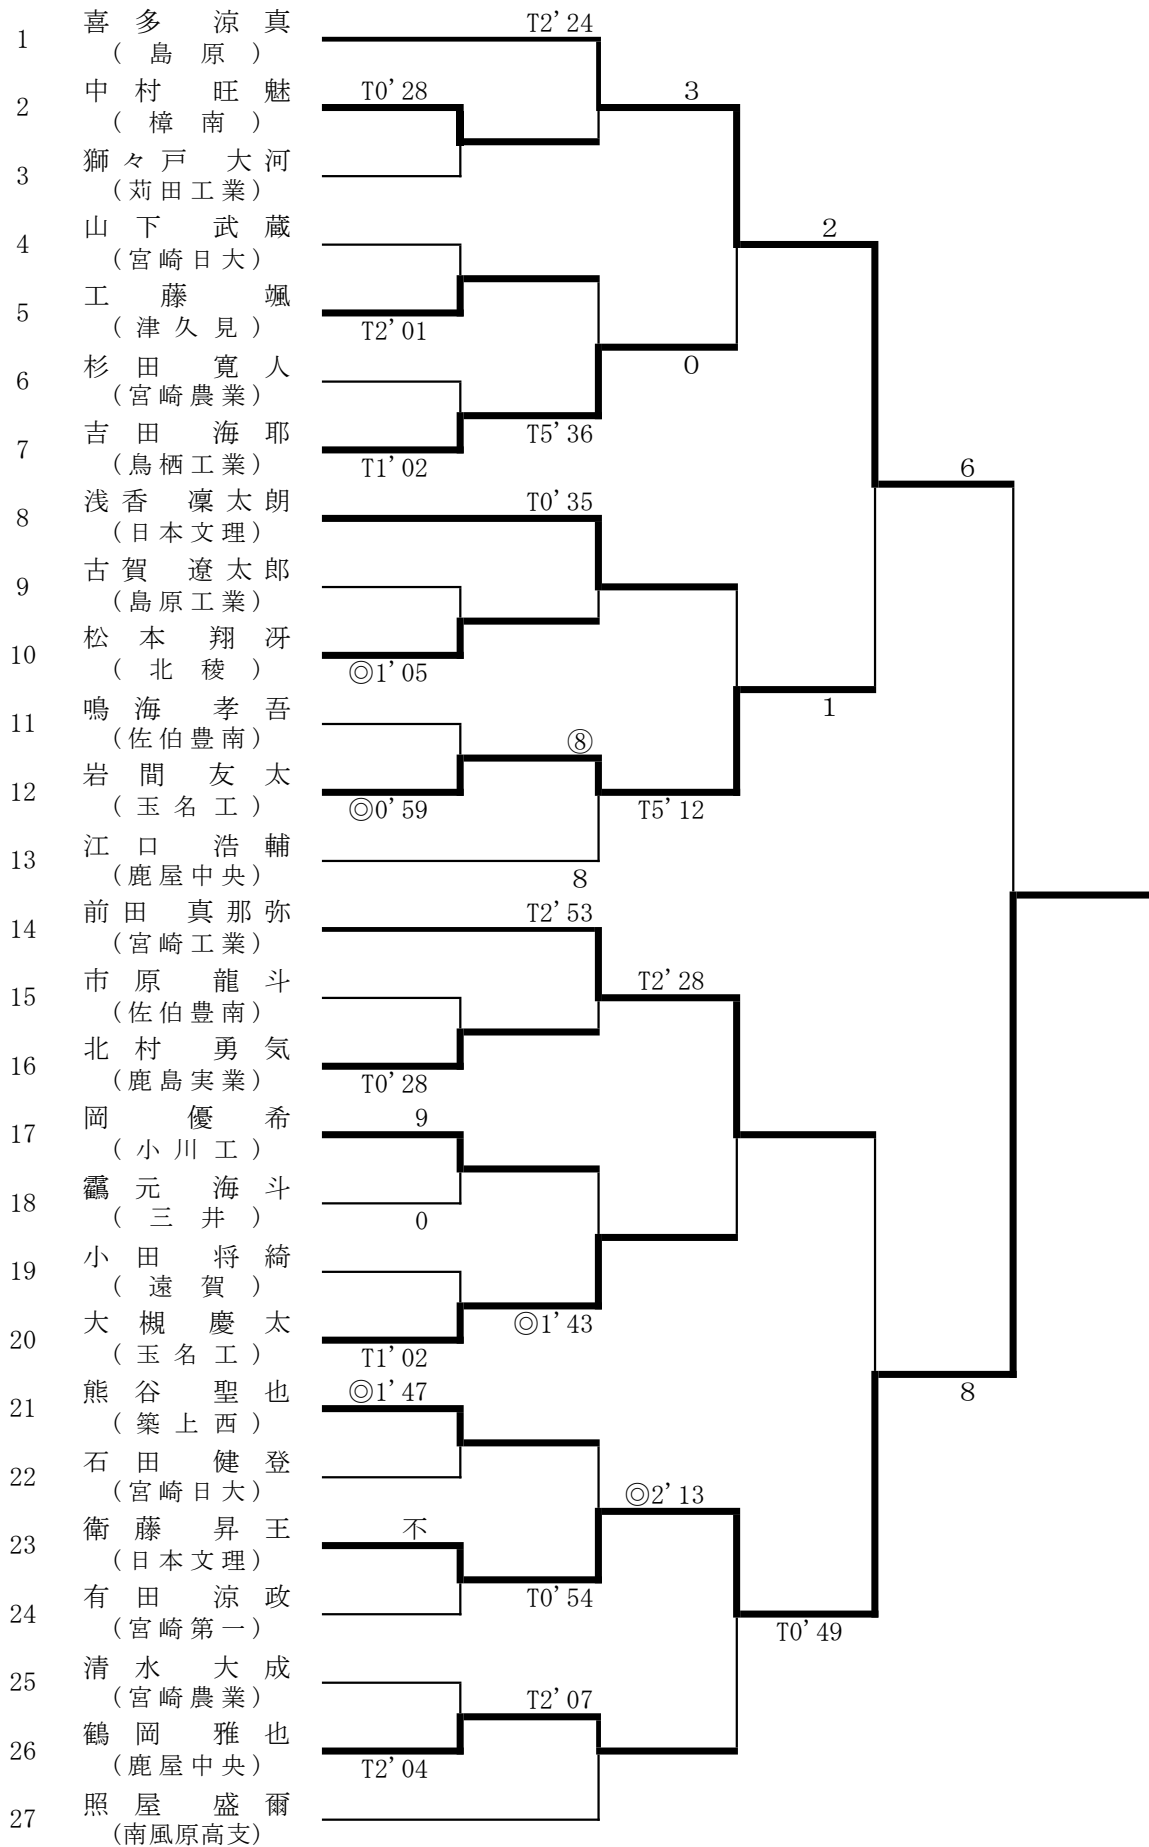 喜多 涼真 T2’24
1
(島原)
中村 旺魅 T0’28 3
2
(樟南)
獅々戸 大河
3
(苅田工業)
山下 武蔵 2
4
(宮崎日大)
工藤 颯
5
(津久見) T2’01
杉田 寛人 0
6
(宮崎農業)
吉田 海耶 T5’36
7
(鳥栖工業) T1’02 6
浅香 凜太朗 T0’35
8
(日本文理)
古賀 遼太郎
9
(島原工業)
松本 翔冴
10
(北稜) ◎1’05
鳴海 孝吾 1
11
(佐伯豊南) ⑧
岩間 友太
12
(玉名工) ◎0’59 T5’12
江口 浩輔
13
(鹿屋中央) 8
前田 真那弥 T2’53
14
(宮崎工業)
市原 龍斗 T2’28
15
(佐伯豊南)
北村 勇気
16
(鹿島実業) T0’28
岡 優希 9
17
(小川工)
靍元 海斗
18
(三井) 0
小田 将綺
19
(遠賀)
大槻 慶太 ◎1’43
20
(玉名工) T1’02
熊谷 聖也 ◎1’47 8
21
(築上西)
石田 健登
22
(宮崎日大) ◎2’13
衛藤 昇王 不
23
(日本文理)
有田 涼政 T0’54
24
(宮崎第一) T0’49
清水 大成
25
(宮崎農業) T2’07
鶴岡 雅也
26
(鹿屋中央) T2’04
照屋 盛爾
27
(南風原高支)